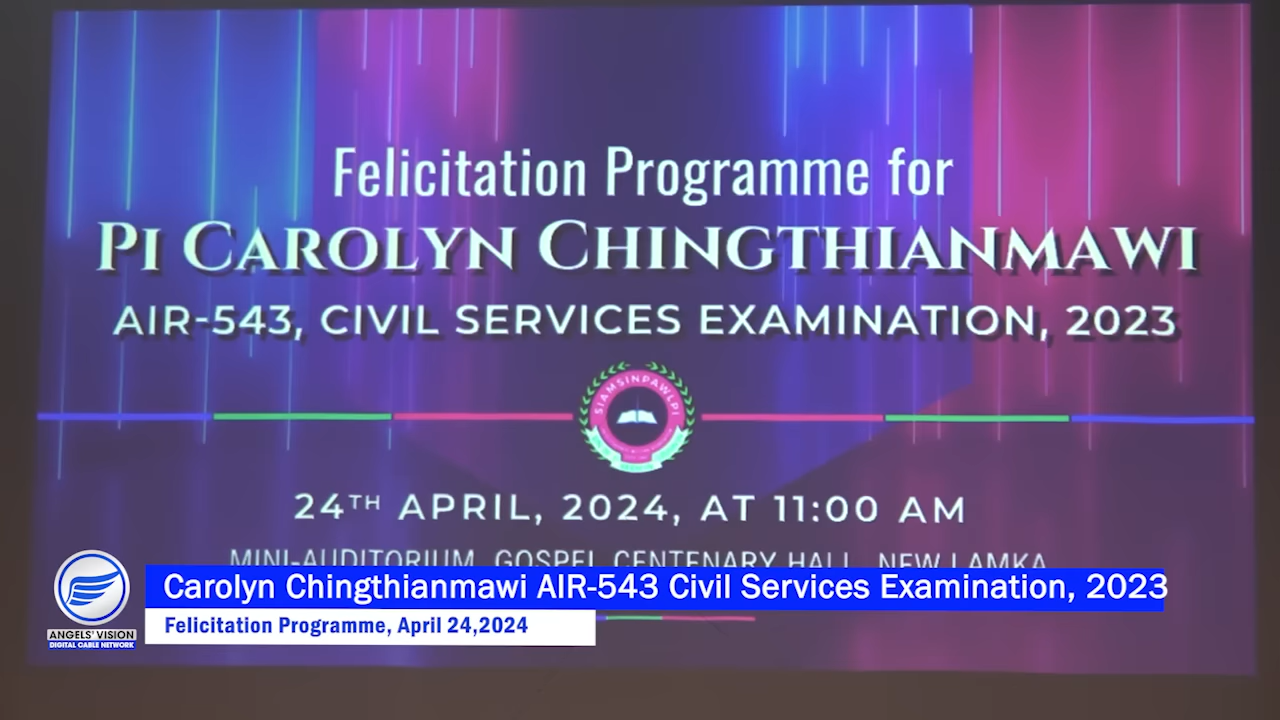 Felicitation Programme for
PI CAROLYN CHINGTHIANMAWI
AIR-543, CIVIL SERVICES EXAMINATION, 2023
SIAMSINPAWLPI
24TH APRIL, 2024, AT 11:00 AM
MINI-AUDITORIUM, GOSPEL CENTENARY HALL, NEW LAMKA
Carolyn Chingthianmawi AIR-543 Civil Services Examination, 2023
Felicitation Programme, April 24,2024
ANGELS' VISION
DIGITAL CABLE NETWORK